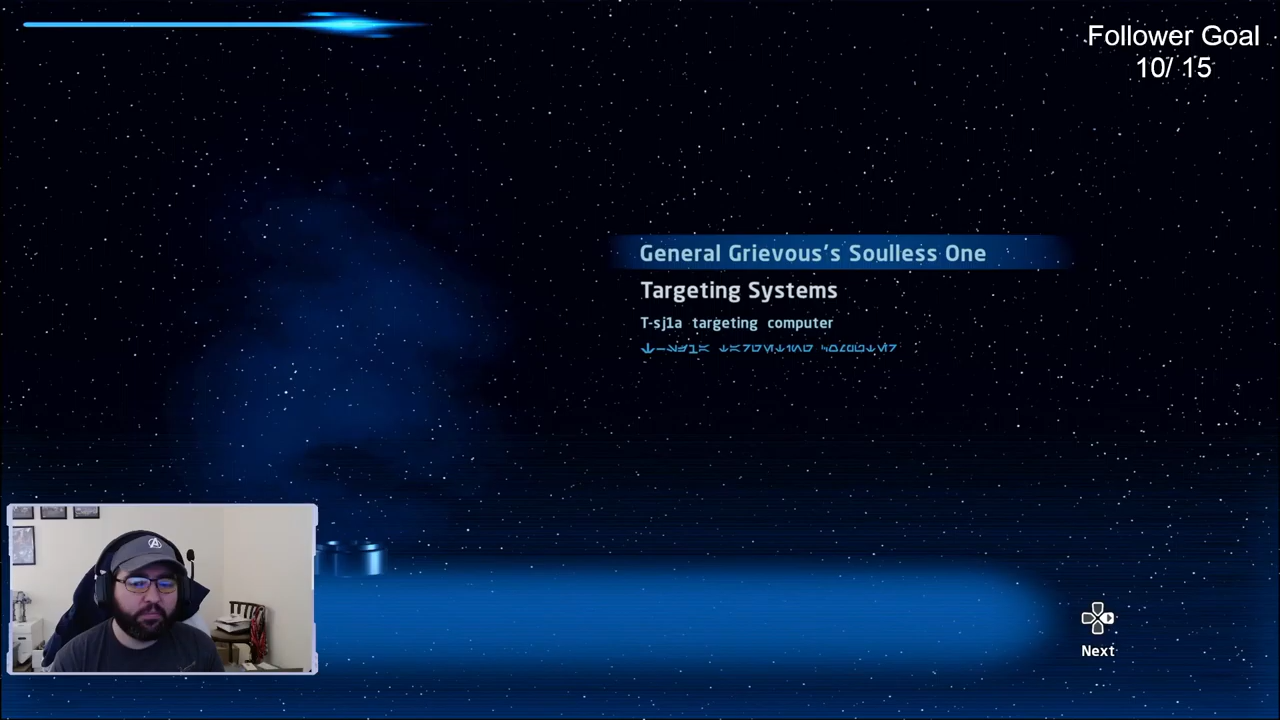 Follower Goal
10/ 15
General Grievous's Soulless One
Targeting Systems
T-sj1a targeting computer
Next